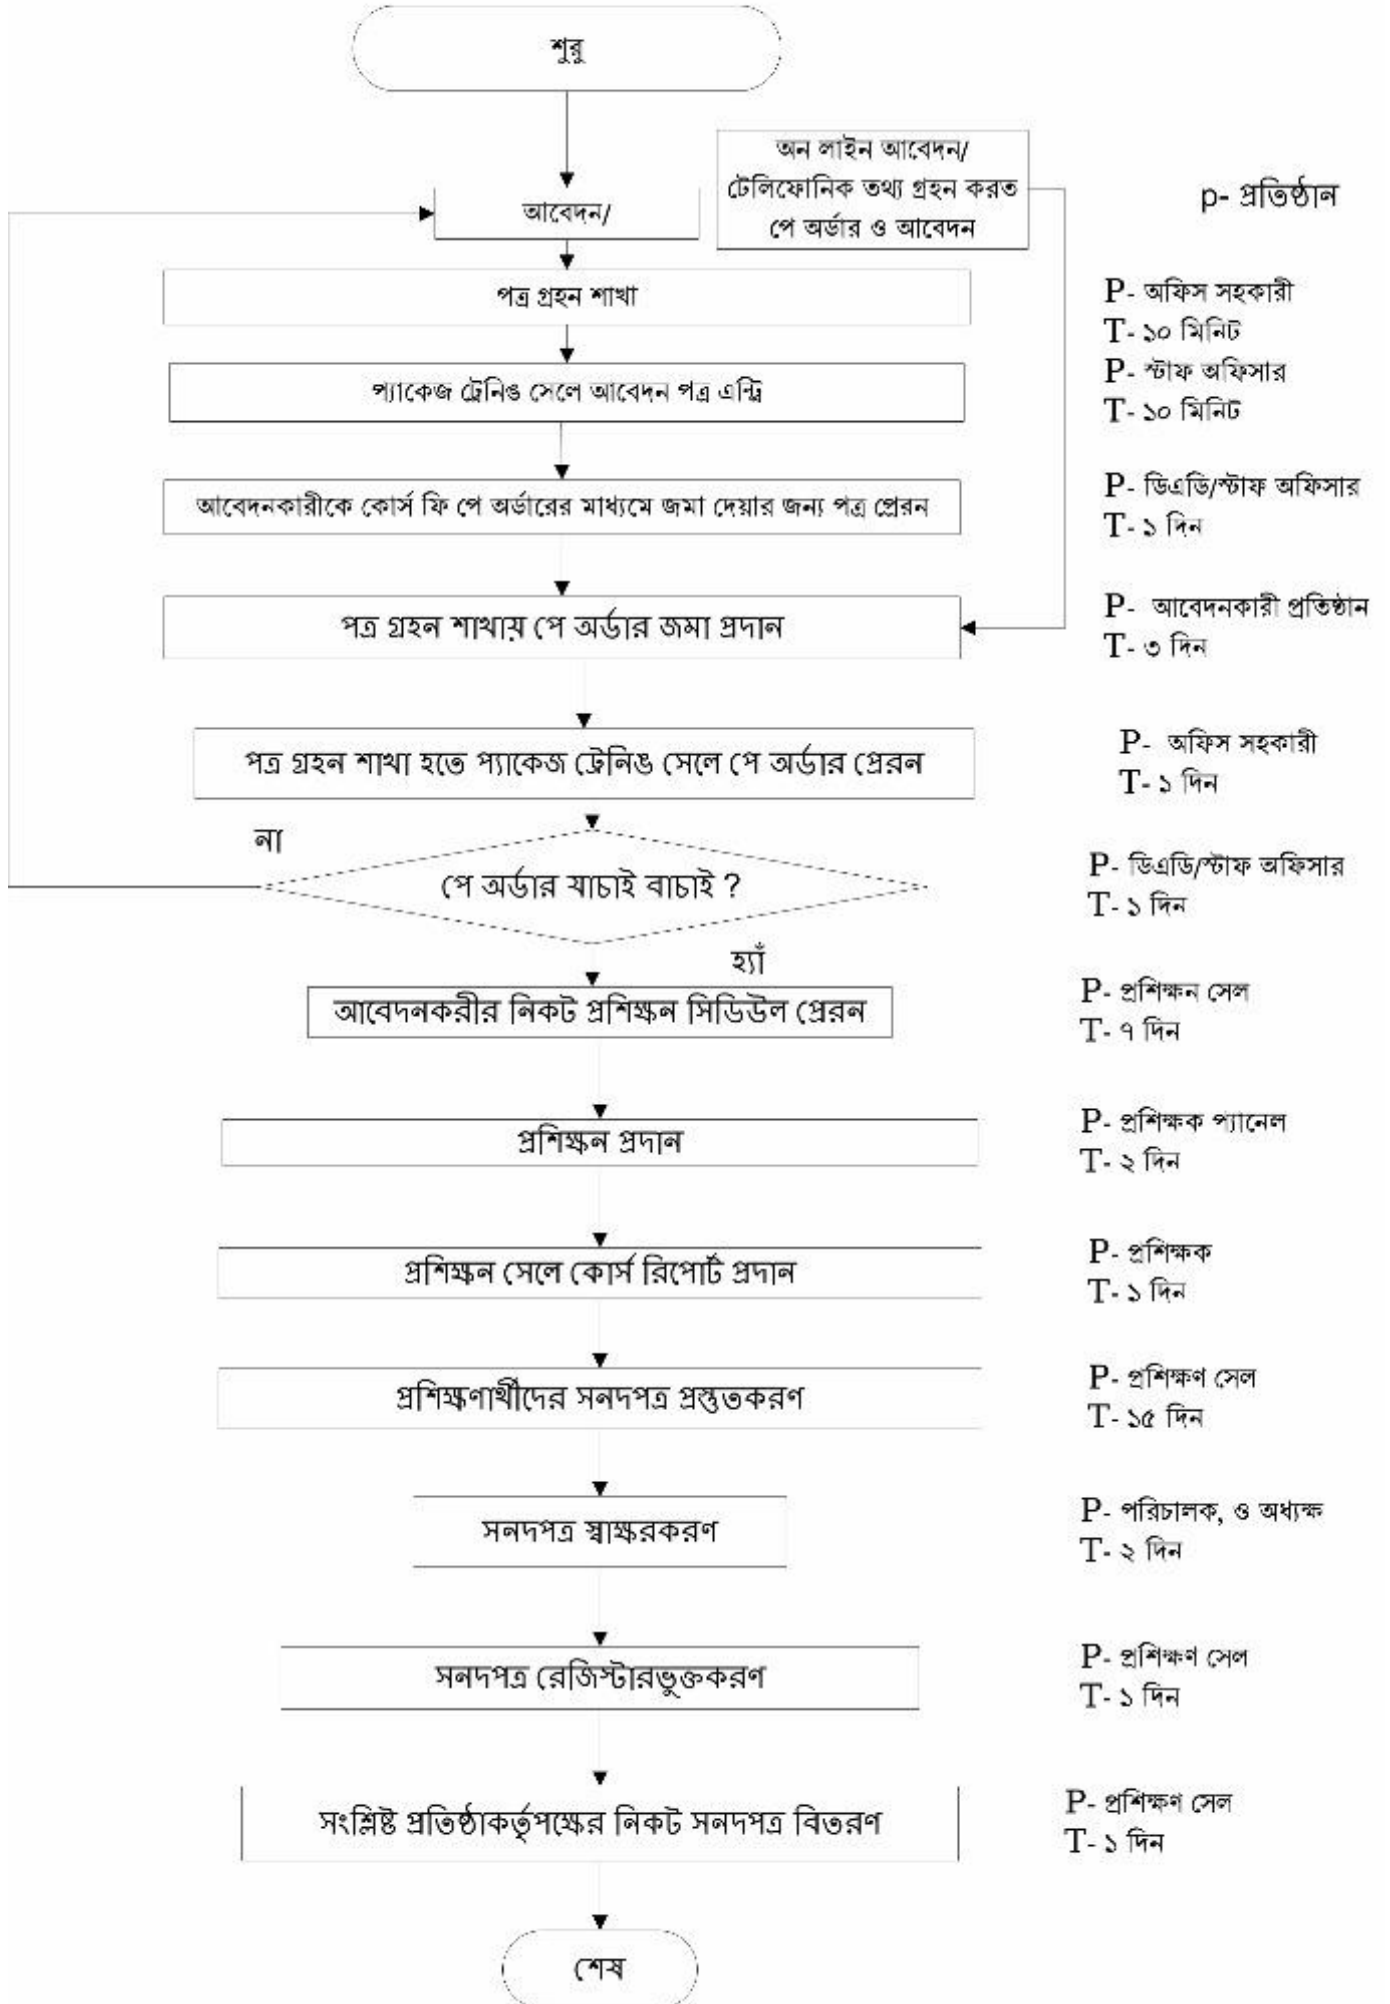 শুরু
অন লাইন আবেদন/
টেলিফোনিক তথ্য গ্রহন করত
পে অর্ডার ও আবেদন
p- প্রতিষ্ঠান
আবেদন/
পত্র গ্রহন শাখা
P- অফিস সহকারী
T- ১০ মিনিট
প্যাকেজ ট্রেনিঙ সেলে আবেদন পত্র এন্ট্রি
P- স্টাফ অফিসার
T- ১০ মিনিট
আবেদনকারীকে কোর্স ফি পে অর্ডারের মাধ্যমে জমা দেয়ার জন্য পত্র প্রেরন
P- ডিএডি/স্টাফ অফিসার
T- ১ দিন
পত্র গ্রহন শাখায় পে অর্ডার জমা প্রদান
P- আবেদনকারী প্রতিষ্ঠান
T- ৩ দিন
পত্র গ্রহন শাখা হতে প্যাকেজ ট্রেনিঙ সেলে পে অর্ডার প্রেরন
P- অফিস সহকারী
T- ১ দিন
না
পে অর্ডার যাচাই বাচাই ?
P- ডিএডি/স্টাফ অফিসার
T- ১ দিন
হ্যাঁ
আবেদনকরীর নিকট প্রশিক্ষন সিডিউল প্রেরন
P- প্রশিক্ষন সেল
T- ৭ দিন
প্রশিক্ষন প্রদান
P- প্রশিক্ষক প্যানেল
T- ২ দিন
প্রশিক্ষন সেলে কোর্স রিপোর্ট প্রদান
P- প্রশিক্ষক
T- ১ দিন
প্রশিক্ষণার্থীদের সনদপত্র প্রস্তুতকরণ
P- প্রশিক্ষণ সেল
T- ১৫ দিন
সনদপত্র স্বাক্ষরকরণ
P- পরিচালক, ও অধ্যক্ষ
T- ২ দিন
সনদপত্র রেজিস্টারভুক্তকরণ
P- প্রশিক্ষণ সেল
T- ১ দিন
সংশ্লিষ্ট প্রতিষ্ঠাকর্তৃপক্ষের নিকট সনদপত্র বিতরণ
P- প্রশিক্ষণ সেল
T- ১ দিন
শেষ